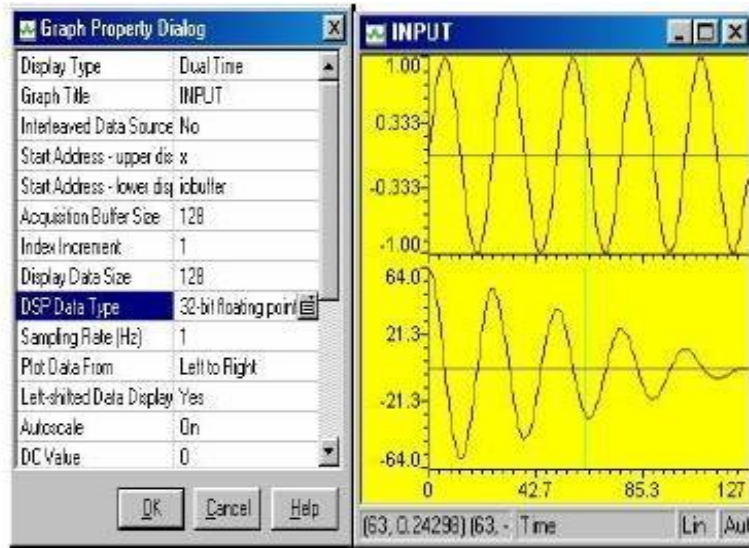 Graph Property Dialog
Display Type Dual Time
Graph Title INPUT
Interleaved Data Source No
Start Address - upper dis x
Start Address - lower disp iobuffer
Acquisition Buffer Size 128
Index Increment 1
Display Data Size 128
DSP Data Type 32-bit floating point
Sampling Rate (Hz) 1
Plot Data From Left to Right
Left-shifted Data Display Yes
Autoscale On
DC Value 0
OK Cancel Help
INPUT
1.00
0.333
-0.333
-1.00
64.0
21.3
-21.3
-64.0
0 42.7 85.3 127
(63, 0.24298) (63, - Time Lin Aut